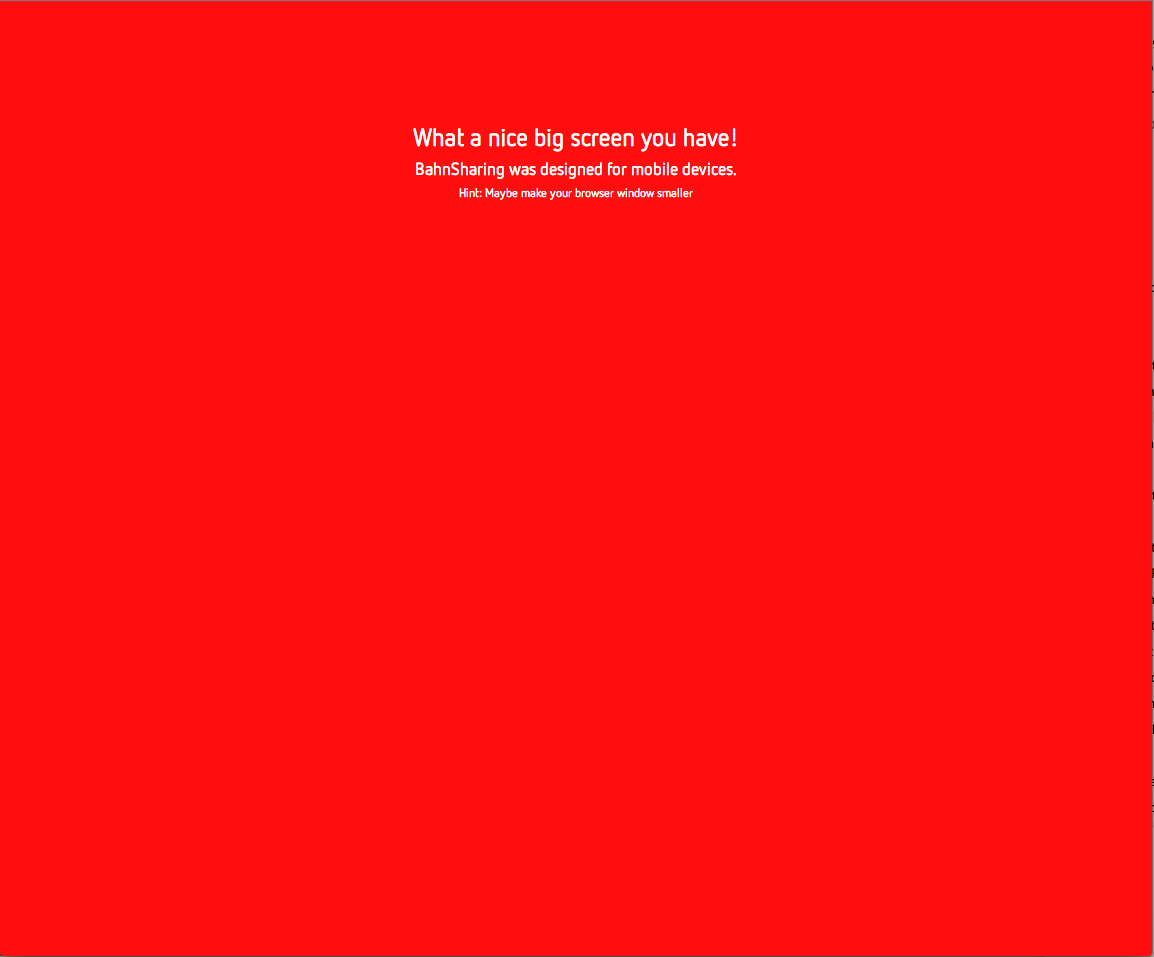 What a nice big screen you have!
BahnSharing was designed for mobile devices.
Hint: Maybe make your browser window smaller